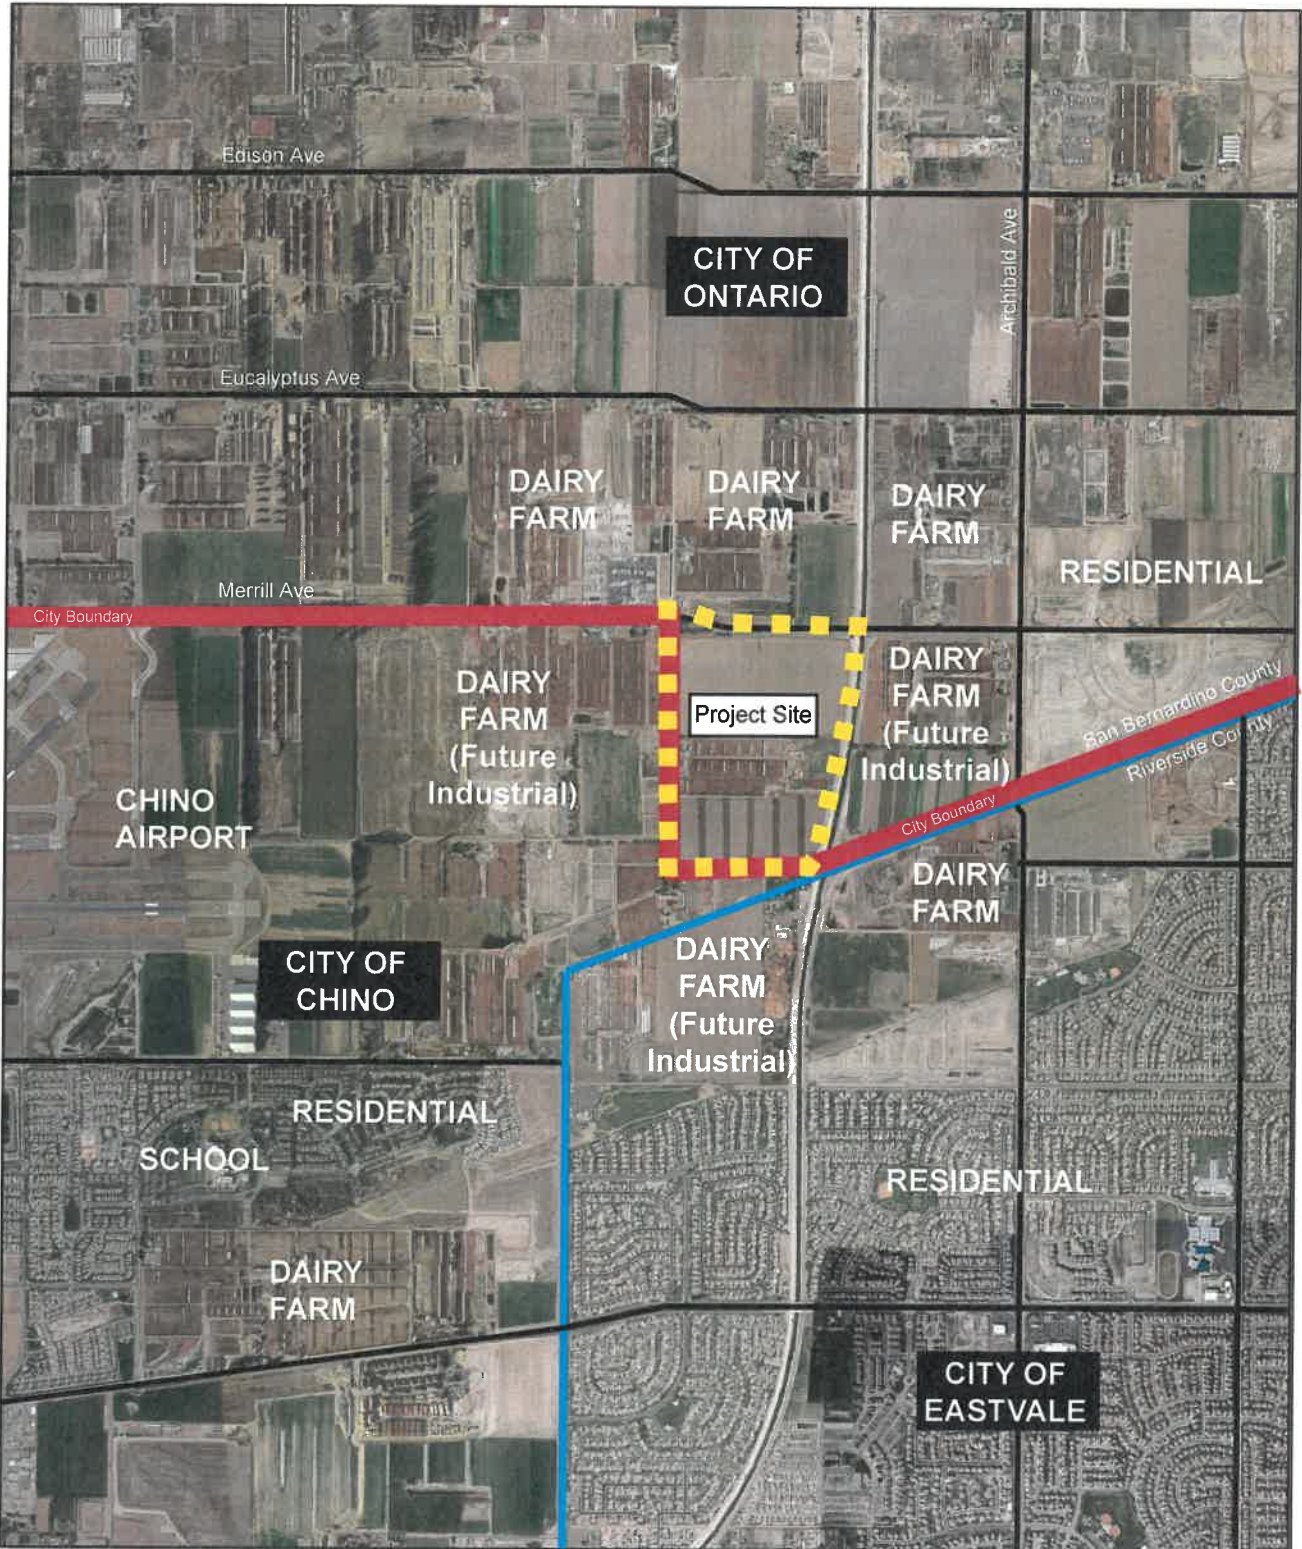 Edison Ave
CITY OF
ONTARIO
Archibald Ave
Eucalyptus Ave
DAIRY
FARM
DAIRY
FARM
DAIRY
FARM
RESIDENTIAL
Merrill Ave
City Boundary
DAIRY
FARM
(Future
Industrial)
Project Site
DAIRY
FARM
(Future
Industrial)
San Bernardino County
Riverside County
City Boundary
CHINO
AIRPORT
DAIRY
FARM
CITY OF
CHINO
DAIRY
FARM
(Future
Industrial)
RESIDENTIAL
SCHOOL
RESIDENTIAL
DAIRY
FARM
CITY OF
EASTVALE